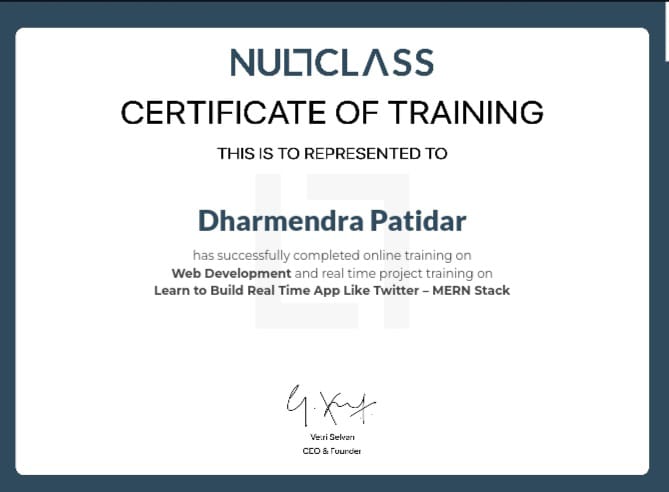 NULLCLASS
CERTIFICATE OF TRAINING
THIS IS TO REPRESENTED TO
Dharmendra Patidar
has successfully completed online training on
Web Development and real time project training on
Learn to Build Real Time App Like Twitter – MERN Stack
Vetri Selvan
CEO & Founder